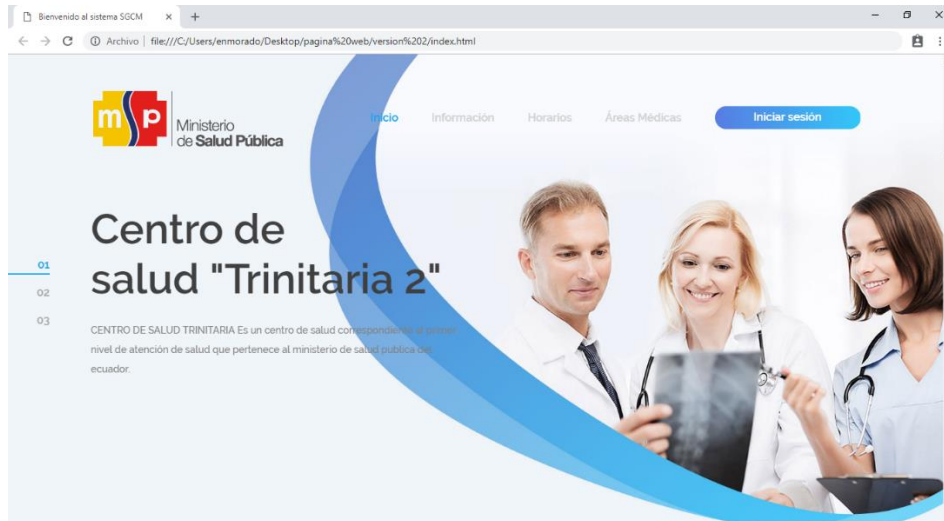 Bienvenido al sistema SGCM
Archivo | file:///C:/Users/enmorado/Desktop/pagina%20web/version%202/index.html
msp
Ministerio
de Salud Pública
Inicio Información Horarios Áreas Médicas Iniciar sesión
Centro de
salud "Trinitaria 2"
01
02
03
CENTRO DE SALUD TRINITARIA Es un centro de salud correspondiente al primer
nivel de atención de salud que pertenece al ministerio de salud publica del
ecuador.